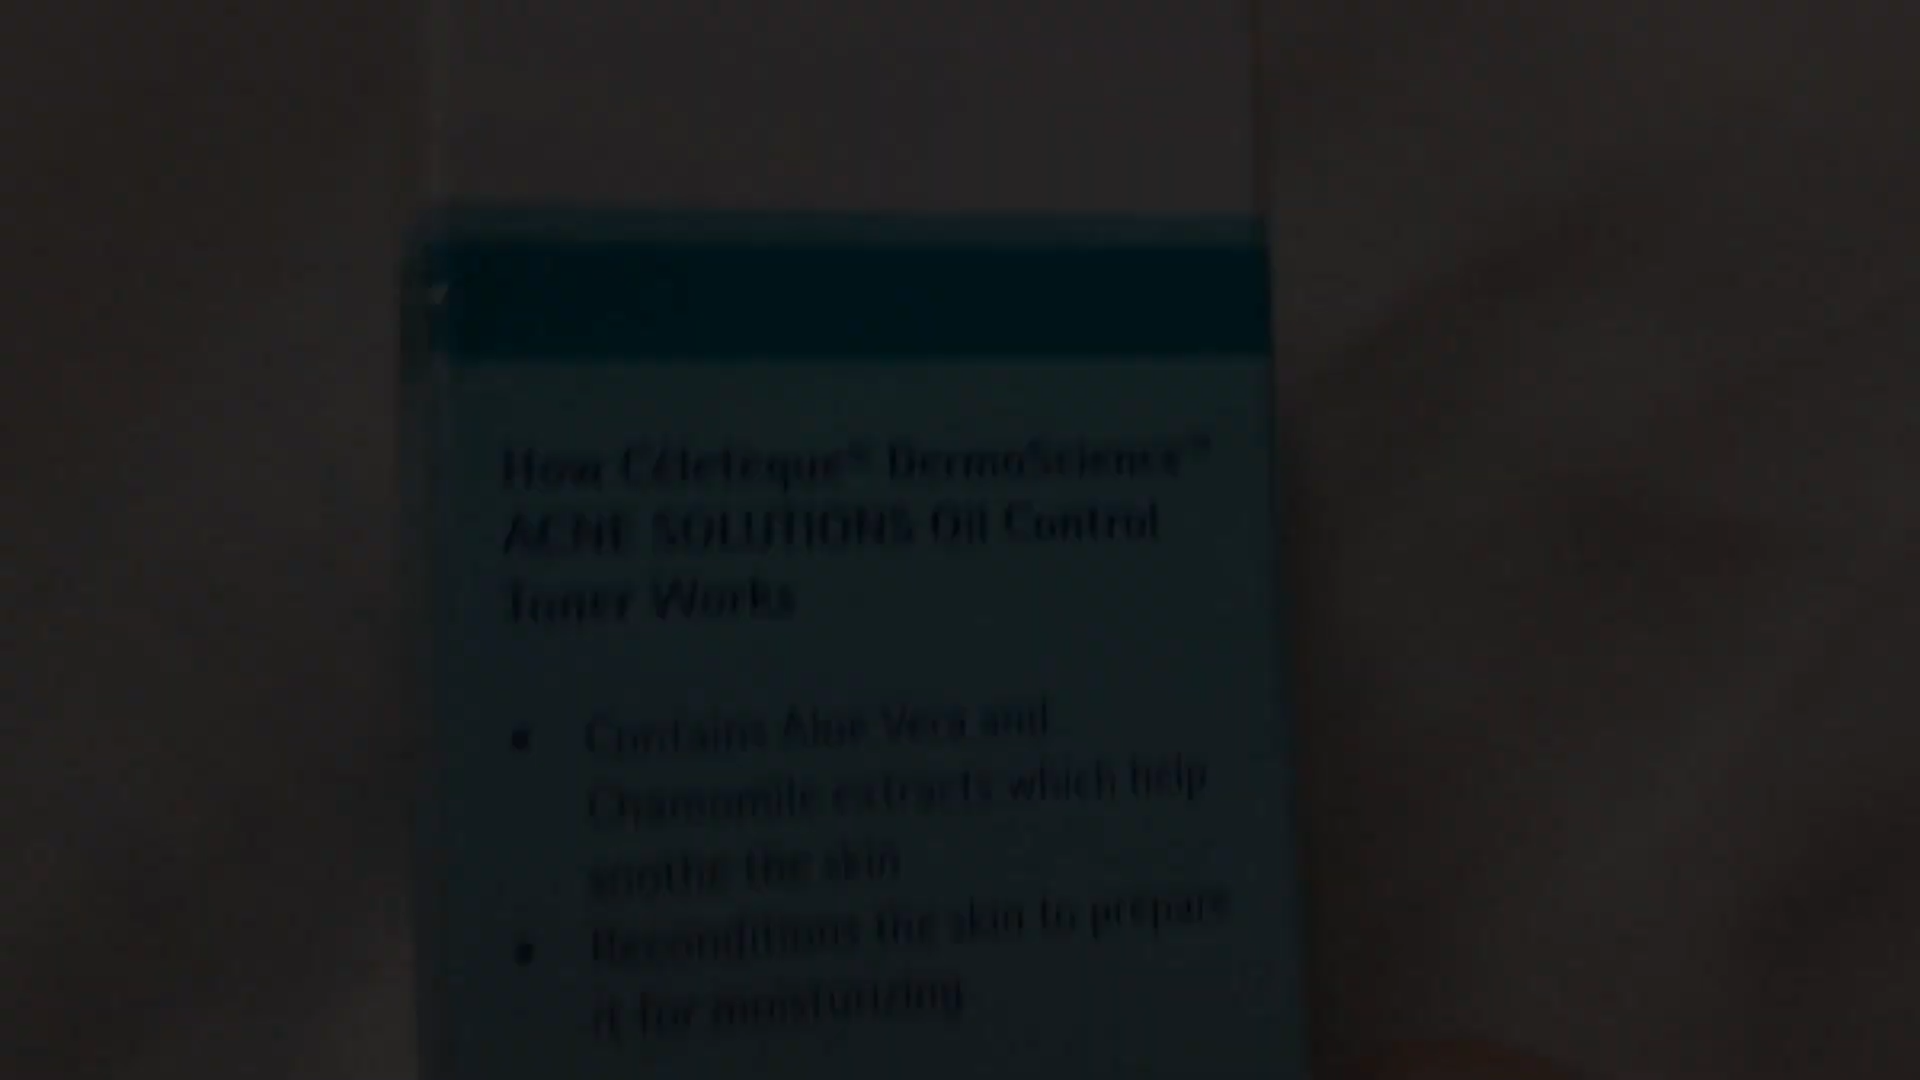 How Céleteque® DermoScience™
ACNE SOLUTIONS Oil Control
Toner Works
• Contains Aloe Vera and
Chamomile extracts which help
soothe the skin
• Reconditions the skin to prepare
it for moisturizing